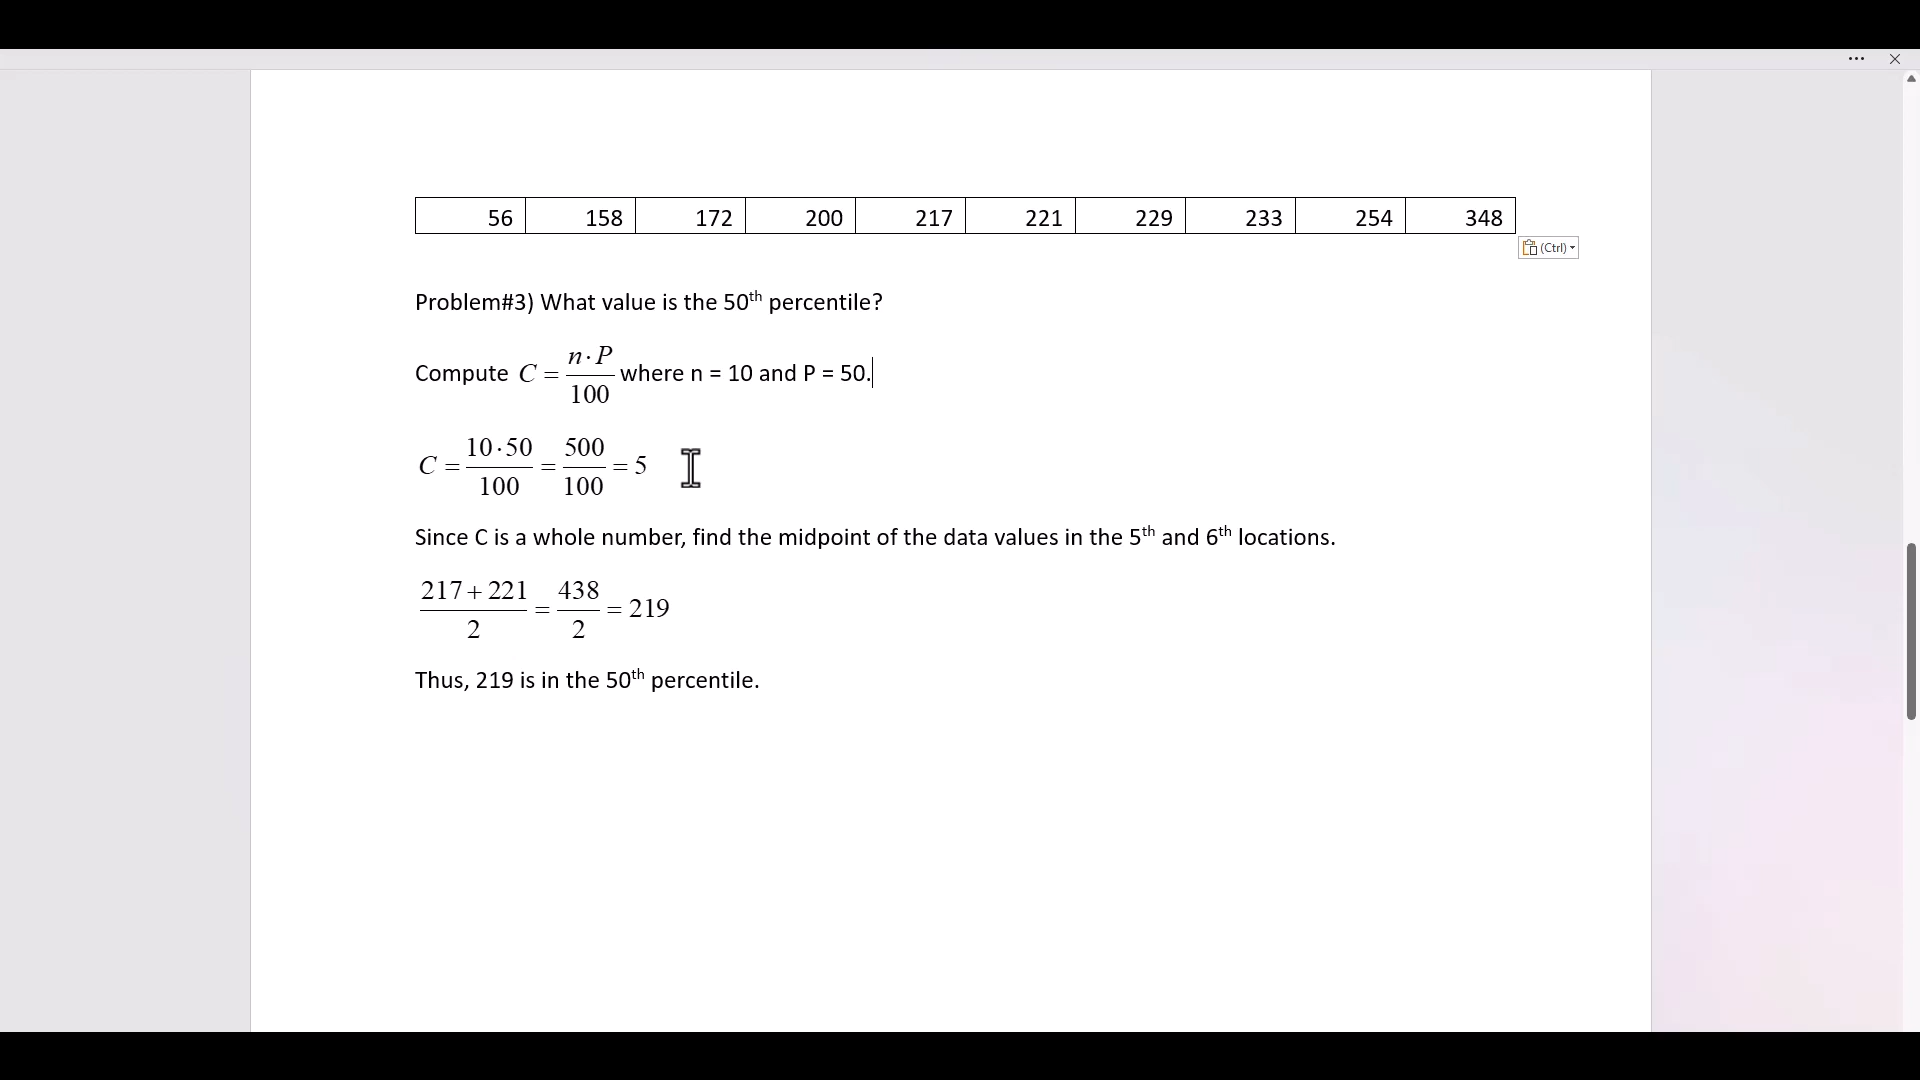 56 158 172 200 217 221 229 233 254 348
(Ctrl)
Problem#3) What value is the 50th percentile?
Compute C = n·P/100 where n = 10 and P = 50.
C = 10·50/100 = 500/100 = 5
Since C is a whole number, find the midpoint of the data values in the 5th and 6th locations.
217+221/2 = 438/2 = 219
Thus, 219 is in the 50th percentile.